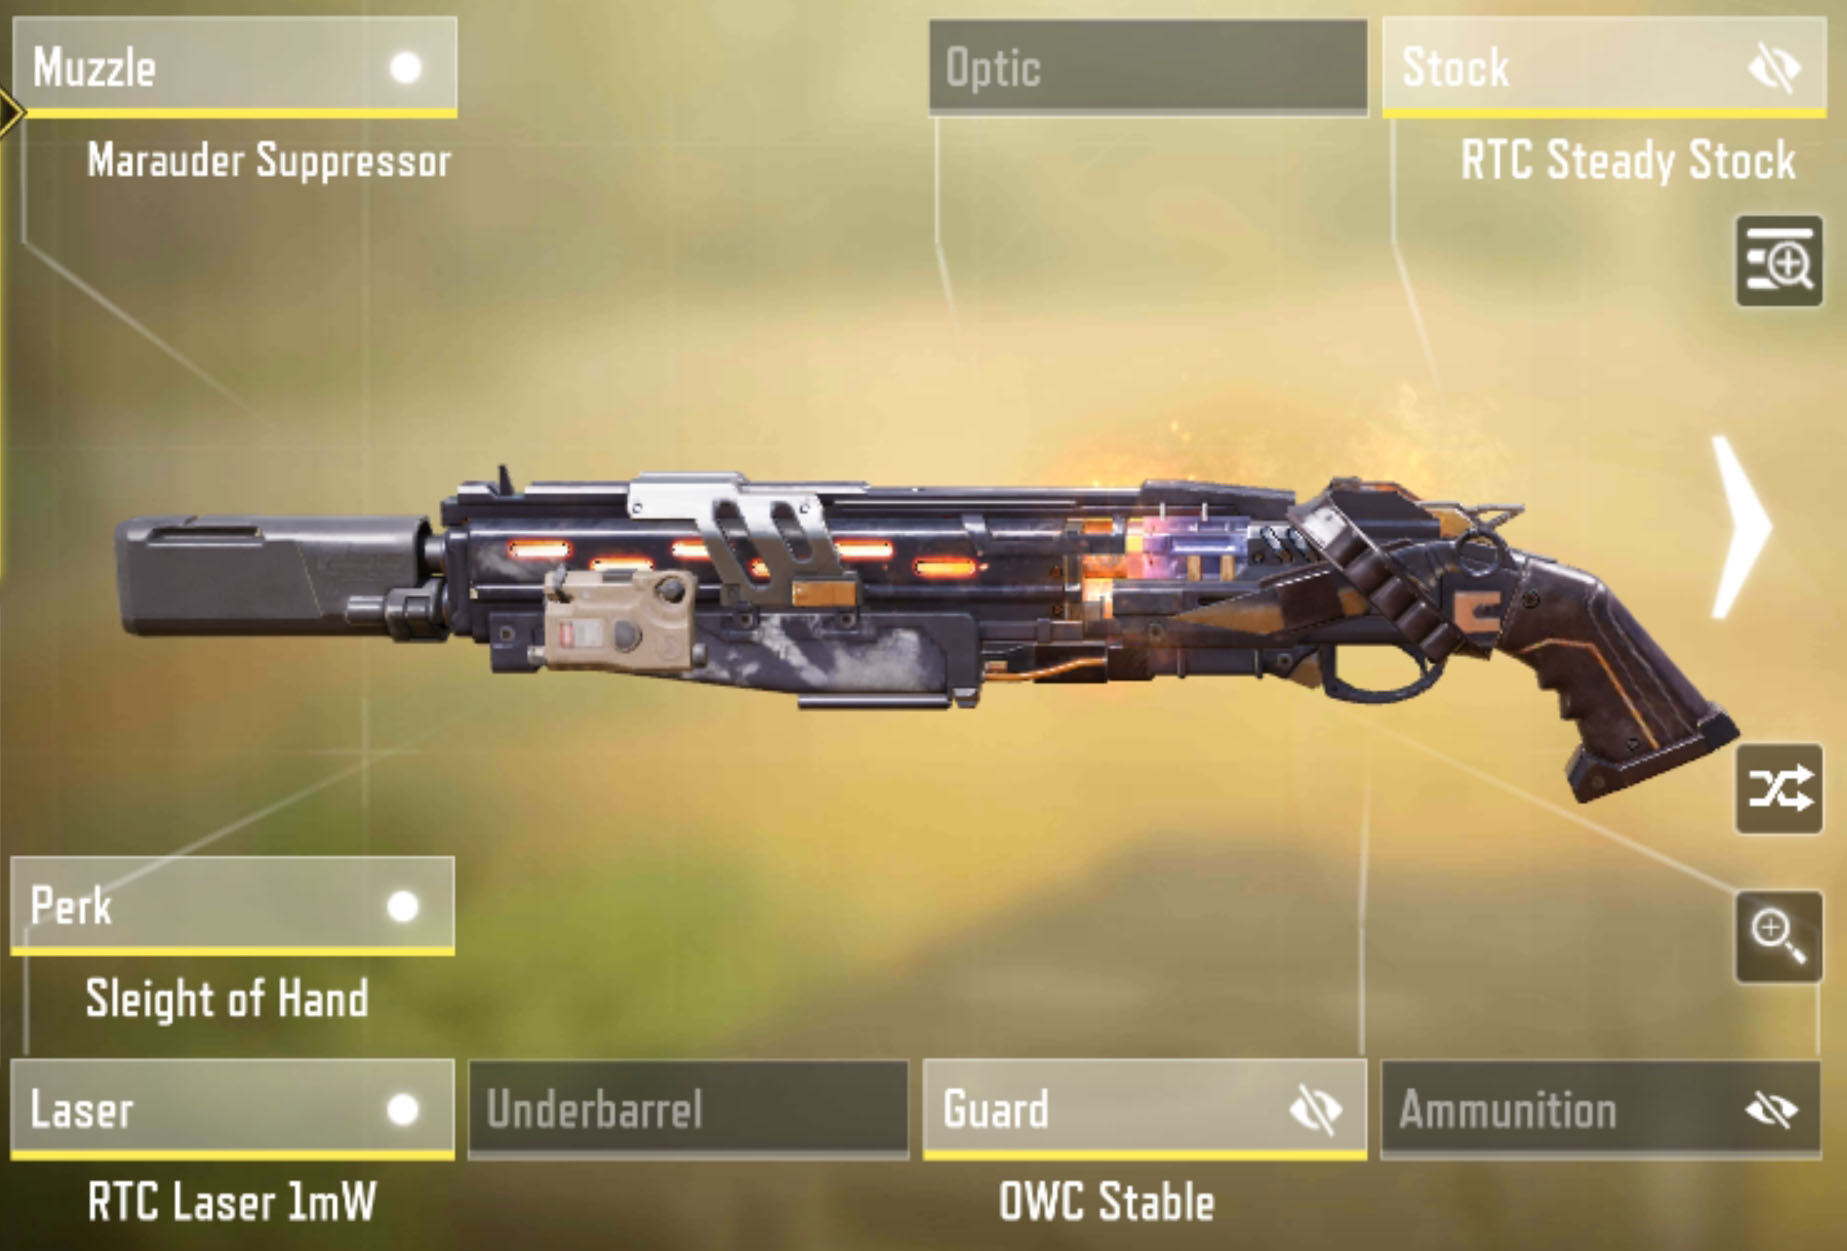 Muzzle
Marauder Suppressor
Optic
Stock
RTC Steady Stock
Perk
Sleight of Hand
Laser
RTC Laser 1mW
Underbarrel
Guard
OWC Stable
Ammunition